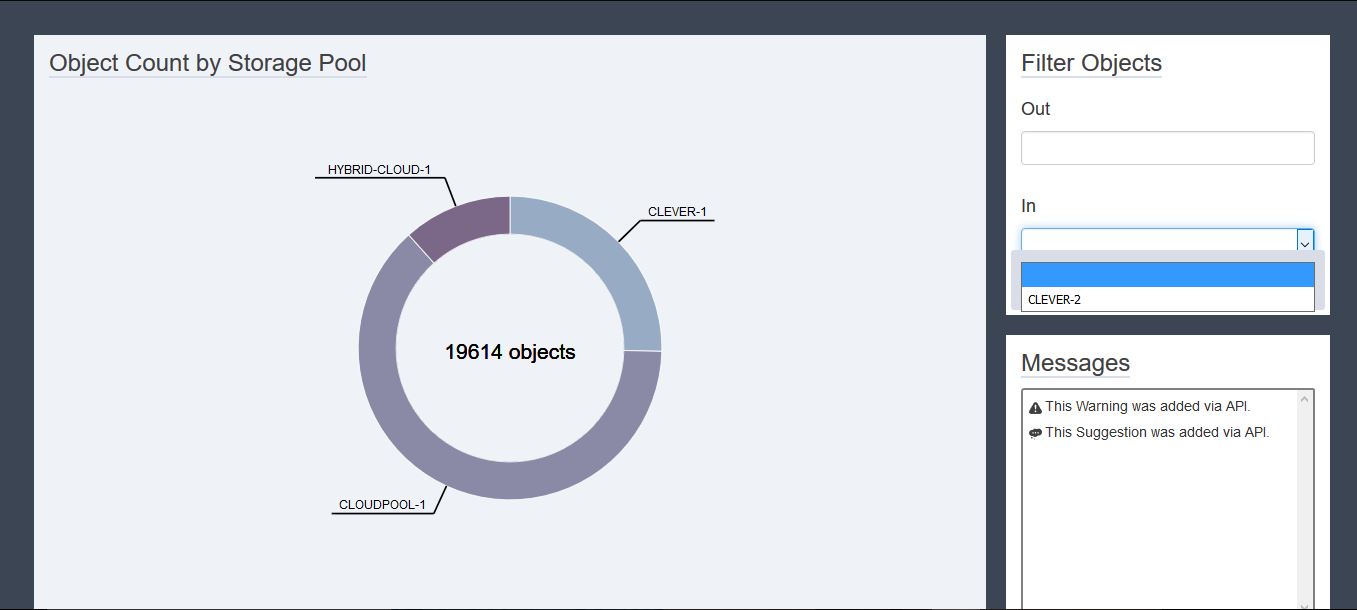 Object Count by Storage Pool
HYBRID-CLOUD-1
CLEVER-1
19614 objects
CLOUDPOOL-1
Filter Objects
Out
In
CLEVER-2
Messages
This Warning was added via API.
This Suggestion was added via API.